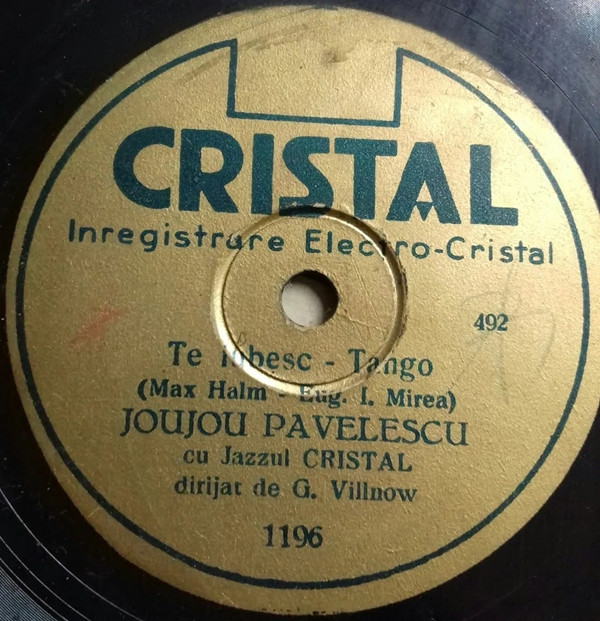 CRISTAL
Inregistrare Electro-Cristal
492
Te iubesc - Tango
(Max Halm - Eug. I. Mirea)
JOUJOU PAVELESCU
cu Jazzul CRISTAL
dirijat de G. Villnow
1196